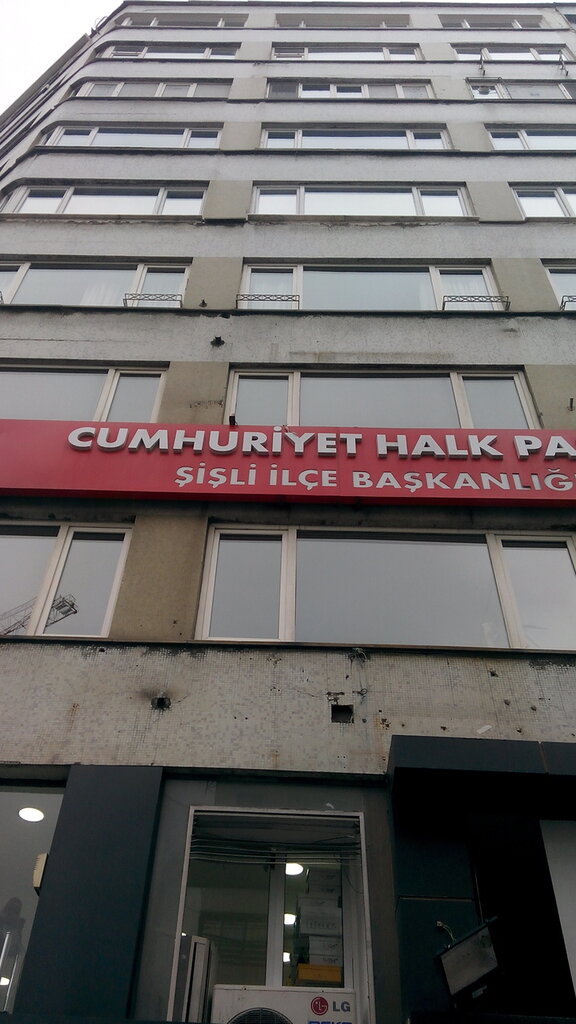 CUMHURİYET HALK PA
ŞİŞLİ İLÇE BAŞKANLIĞ
LG